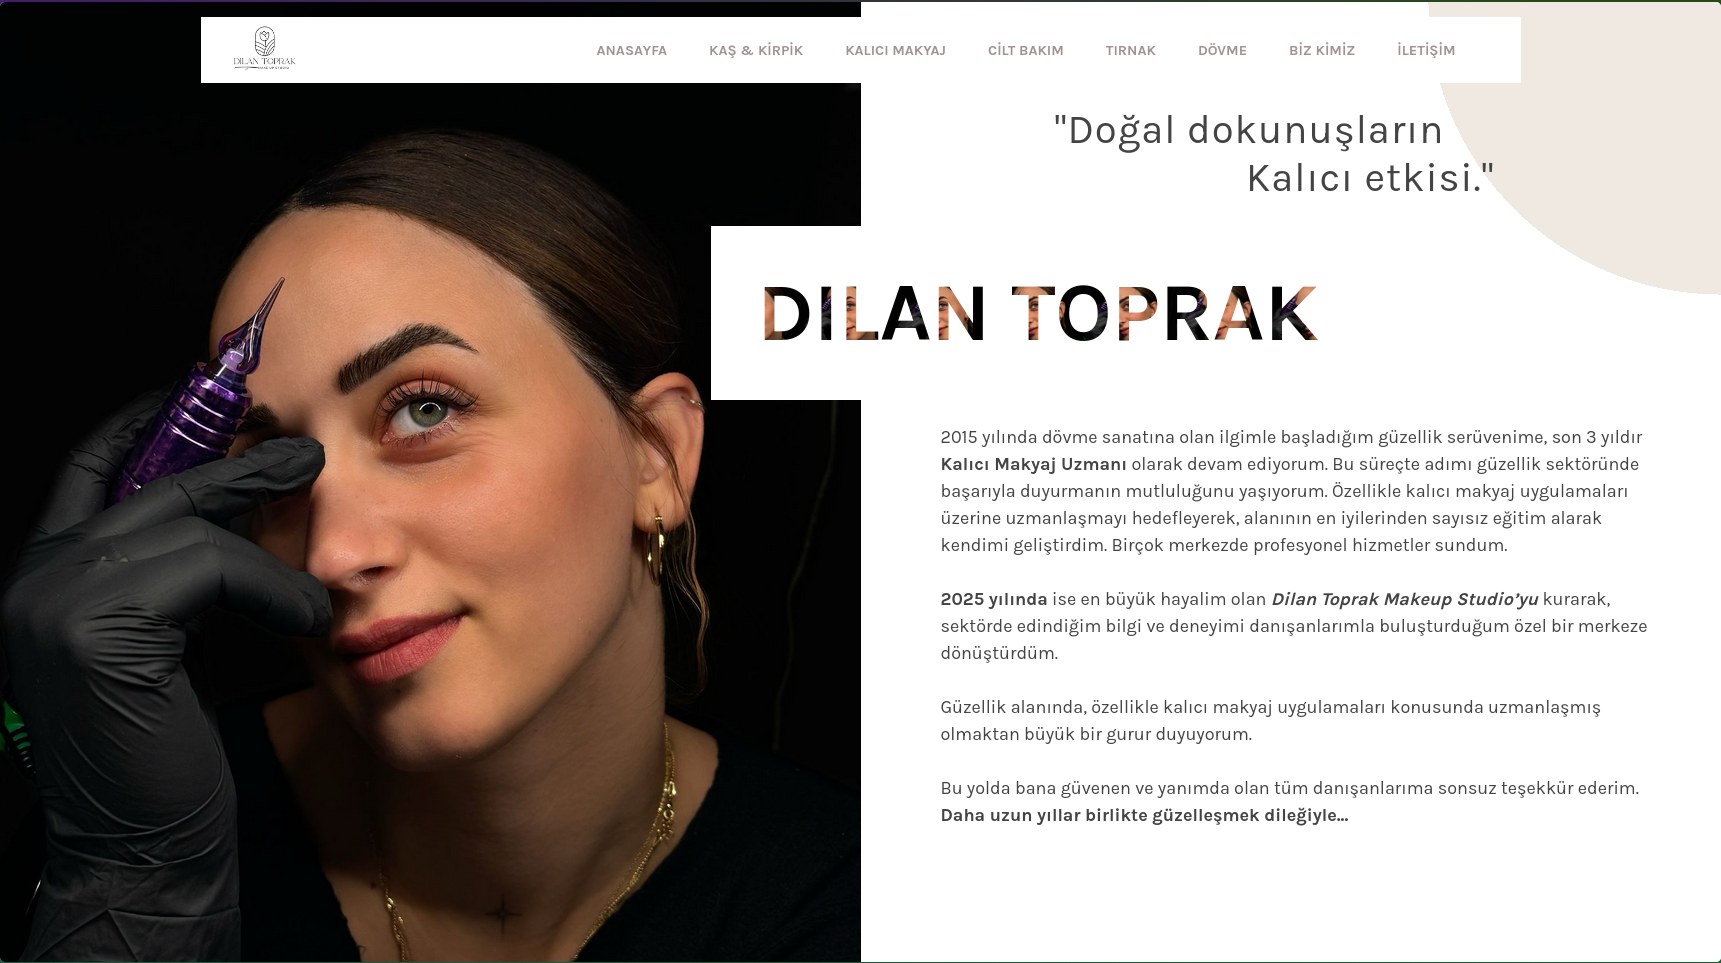 DILAN TOPRAK
ANASAYFA KAŞ & KİRPİK KALICI MAKYAJ CİLT BAKIM TIRNAK DÖVME BİZ KİMİZ İLETİŞİM
"Doğal dokunuşların
Kalıcı etkisi."
DILAN TOPRAK
2015 yılında dövme sanatına olan ilgimle başladığım güzellik serüvenime, son 3 yıldır
Kalıcı Makyaj Uzmanı olarak devam ediyorum. Bu süreçte adımı güzellik sektöründe
başarıyla duyurmanın mutluluğunu yaşıyorum. Özellikle kalıcı makyaj uygulamaları
üzerine uzmanlaşmayı hedefleyerek, alanının en iyilerinden sayısız eğitim alarak
kendimi geliştirdim. Birçok merkezde profesyonel hizmetler sundum.
2025 yılında ise en büyük hayalim olan Dilan Toprak Makeup Studio’yu kurarak,
sektörde edindiğim bilgi ve deneyimi danışanlarımla buluşturduğum özel bir merkeze
dönüştürdüm.
Güzellik alanında, özellikle kalıcı makyaj uygulamaları konusunda uzmanlaşmış
olmaktan büyük bir gurur duyuyorum.
Bu yolda bana güvenen ve yanımda olan tüm danışanlarıma sonsuz teşekkür ederim.
Daha uzun yıllar birlikte güzelleşmek dileğiyle...